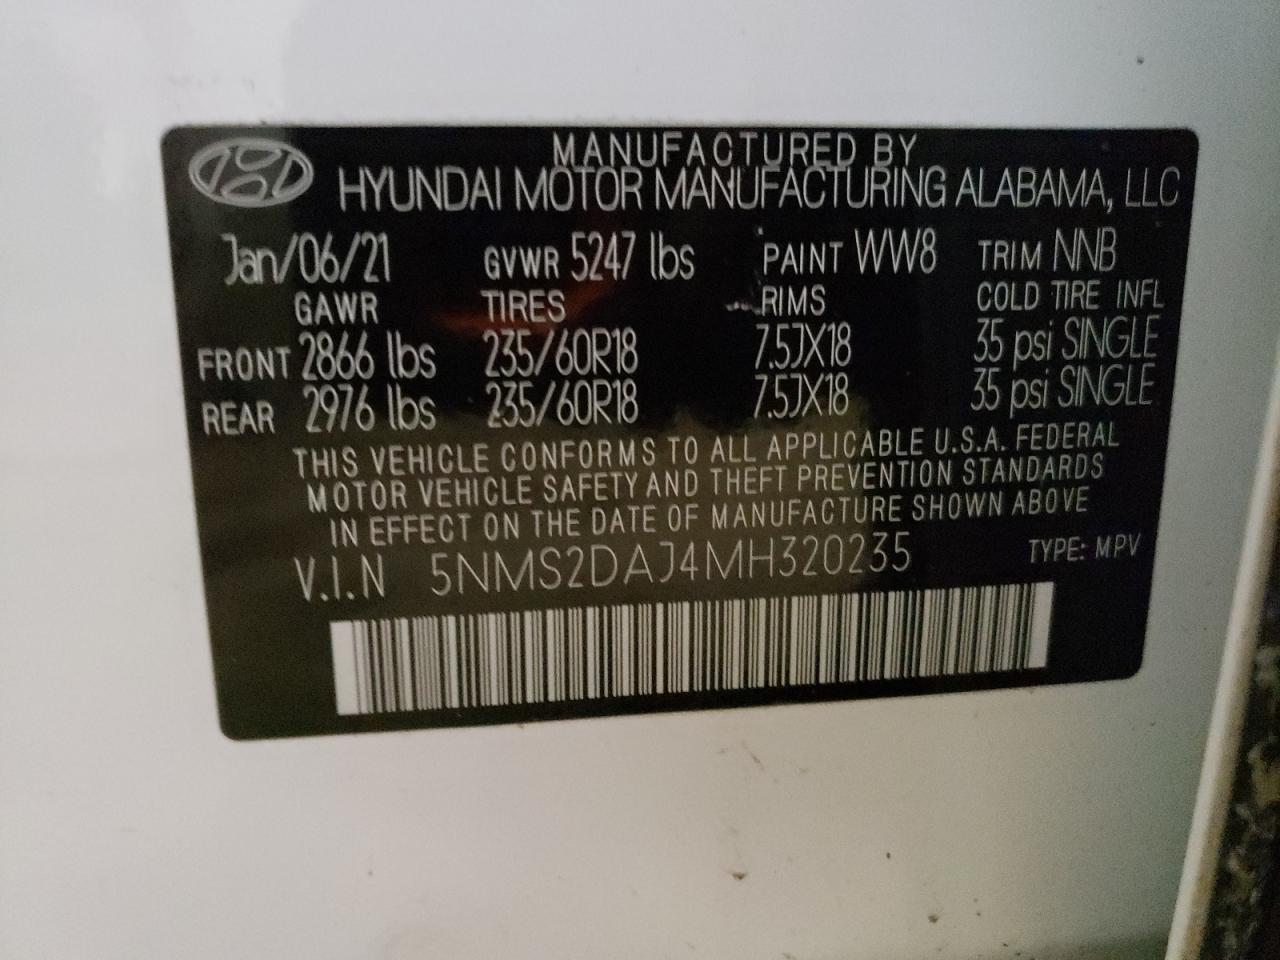 MANUFACTURED BY
HYUNDAI MOTOR MANUFACTURING ALABAMA, LLC
Jan/06/21 GVWR 5247 lbs PAINT WW8 TRIM NNB
GAWR TIRES RIMS COLD TIRE INFL
FRONT 2866 lbs 235/60R18 7.5JX18 35 psi SINGLE
REAR 2976 lbs 235/60R18 7.5JX18 35 psi SINGLE
THIS VEHICLE CONFORMS TO ALL APPLICABLE U.S.A. FEDERAL
MOTOR VEHICLE SAFETY AND THEFT PREVENTION STANDARDS
IN EFFECT ON THE DATE OF MANUFACTURE SHOWN ABOVE
V.I.N 5NMS2DAJ4MH320235 TYPE: MPV